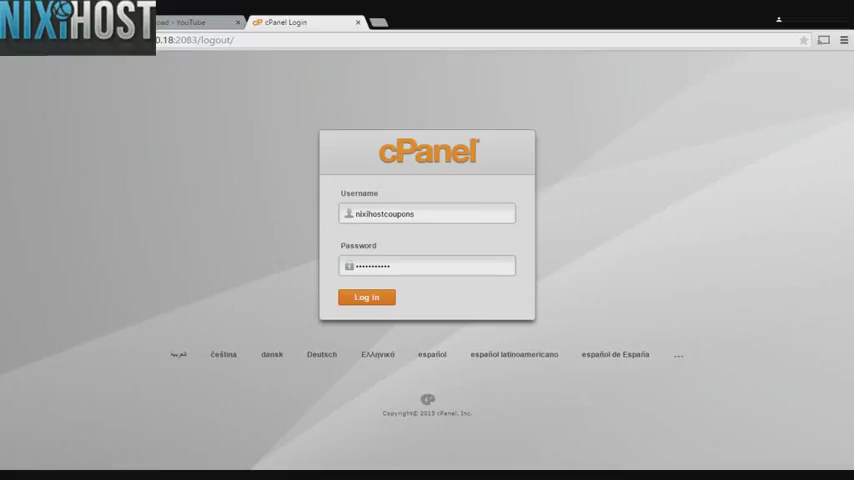 NIXIHOST
oad - YouTube
cPanel Login
0.18:2083/logout/
cPanel
Username
nixihostcoupons
Password
•••••••••••
Log in
العربية čeština dansk Deutsch Ελληνικά español español latinoamericano español de España ...
cP
Copyright© 2013 cPanel, Inc.